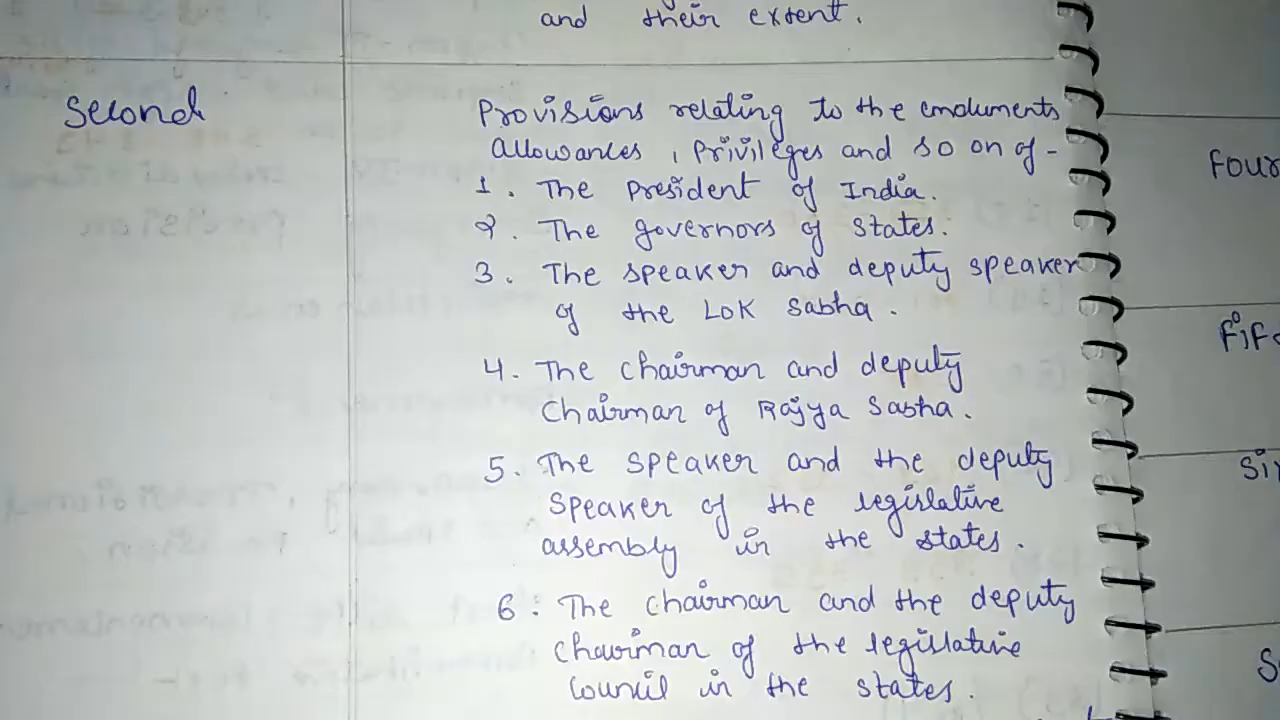 and their extent.
Second
Provisions relating to the emoluments
allowances, privileges and so on of-
1. The president of India.
2. The governors of states.
3. The speaker and deputy speaker
of the Lok Sabha.
4. The chairman and deputy
chairman of Rajya Sabha.
5. The speaker and the deputy
speaker of the legislative
assembly in the states.
6. The chairman and the deputy
chairman of the legislative
council in the states.
Four